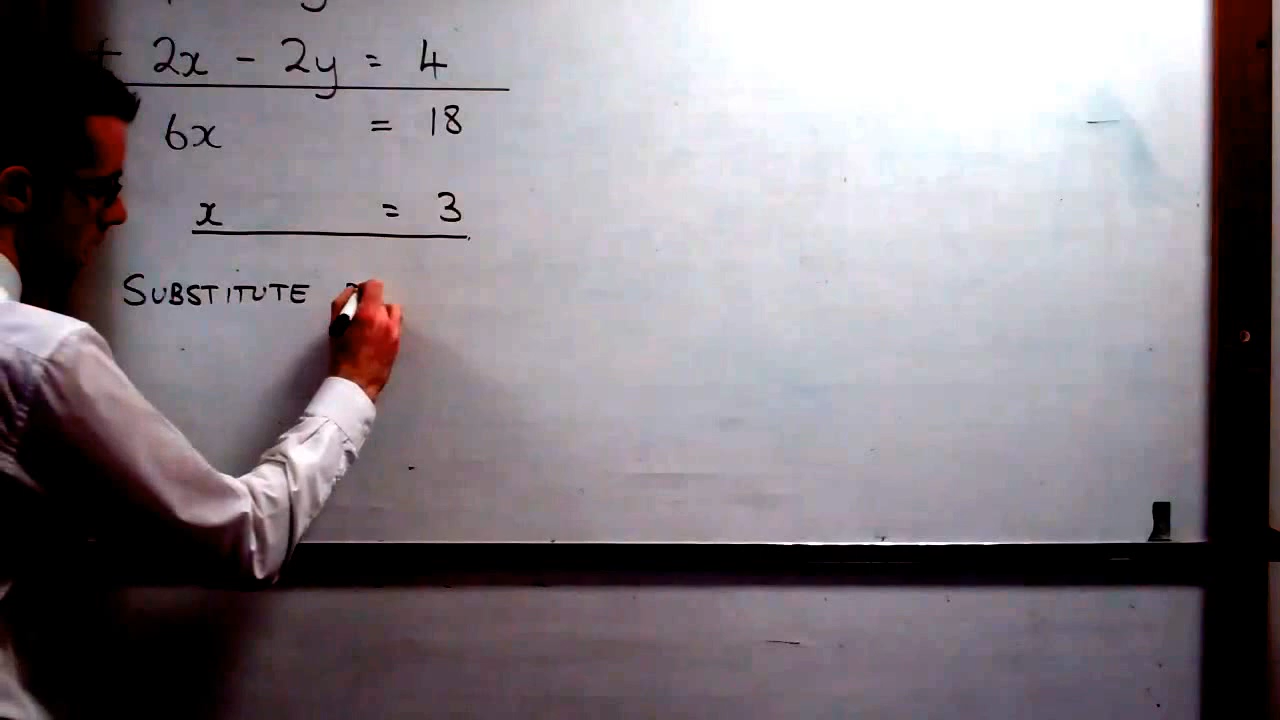 + 2x - 2y = 4
6x = 18
x = 3
SUBSTITUTE